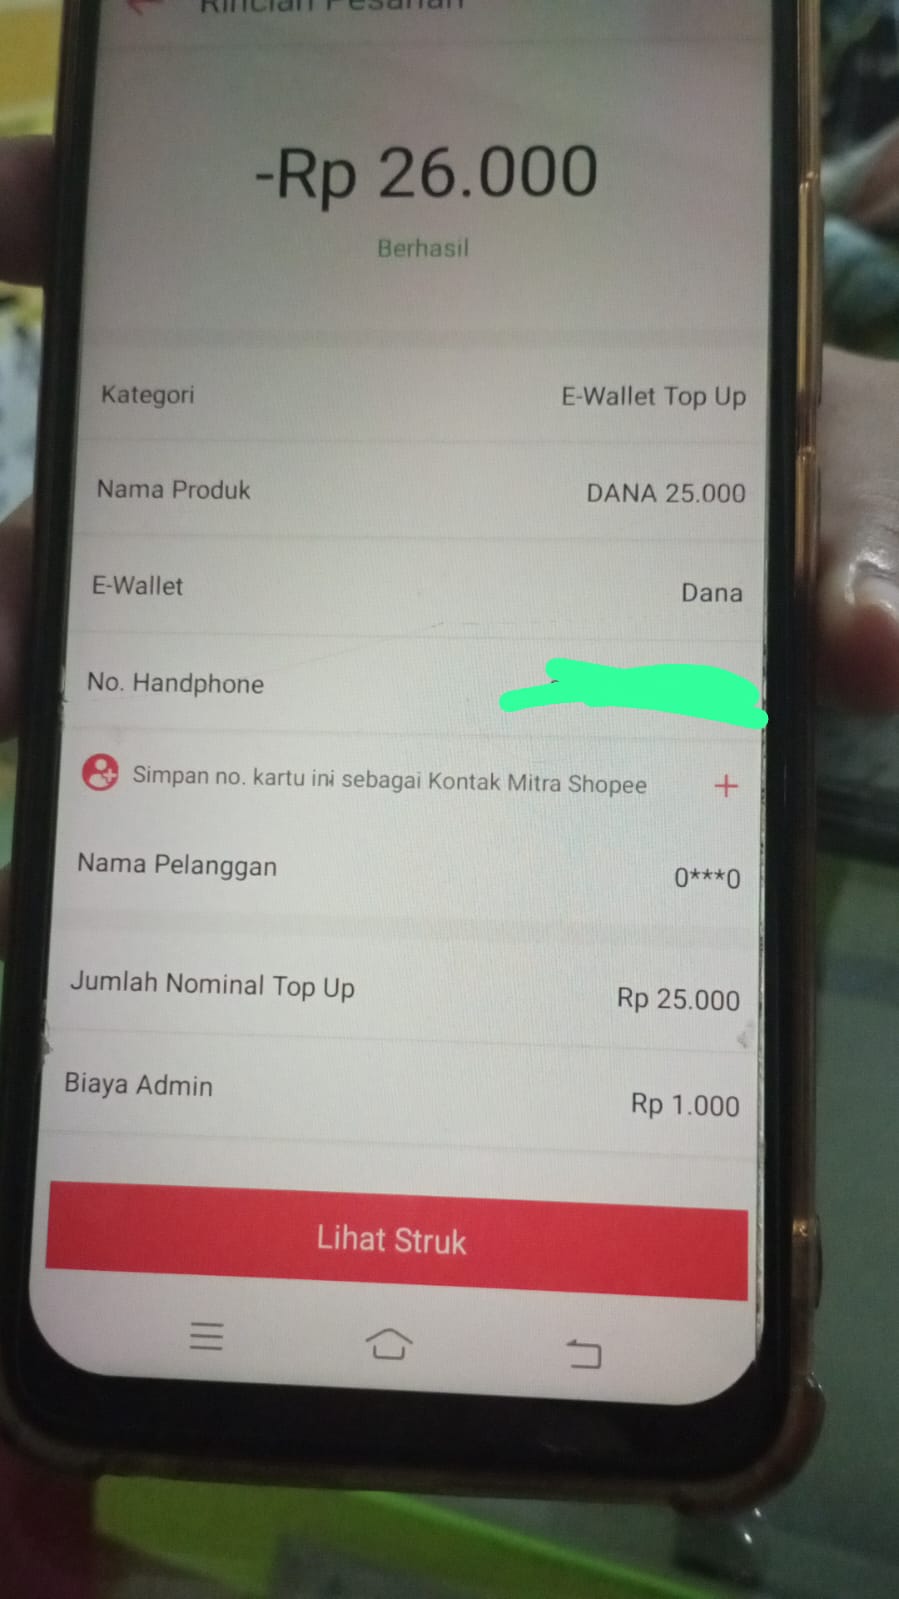 Rincian Pesanan
-Rp 26.000
Berhasil
Kategori E-Wallet Top Up
Nama Produk DANA 25.000
E-Wallet Dana
No. Handphone
Simpan no. kartu ini sebagai Kontak Mitra Shopee +
Nama Pelanggan 0***0
Jumlah Nominal Top Up Rp 25.000
Biaya Admin Rp 1.000
Lihat Struk